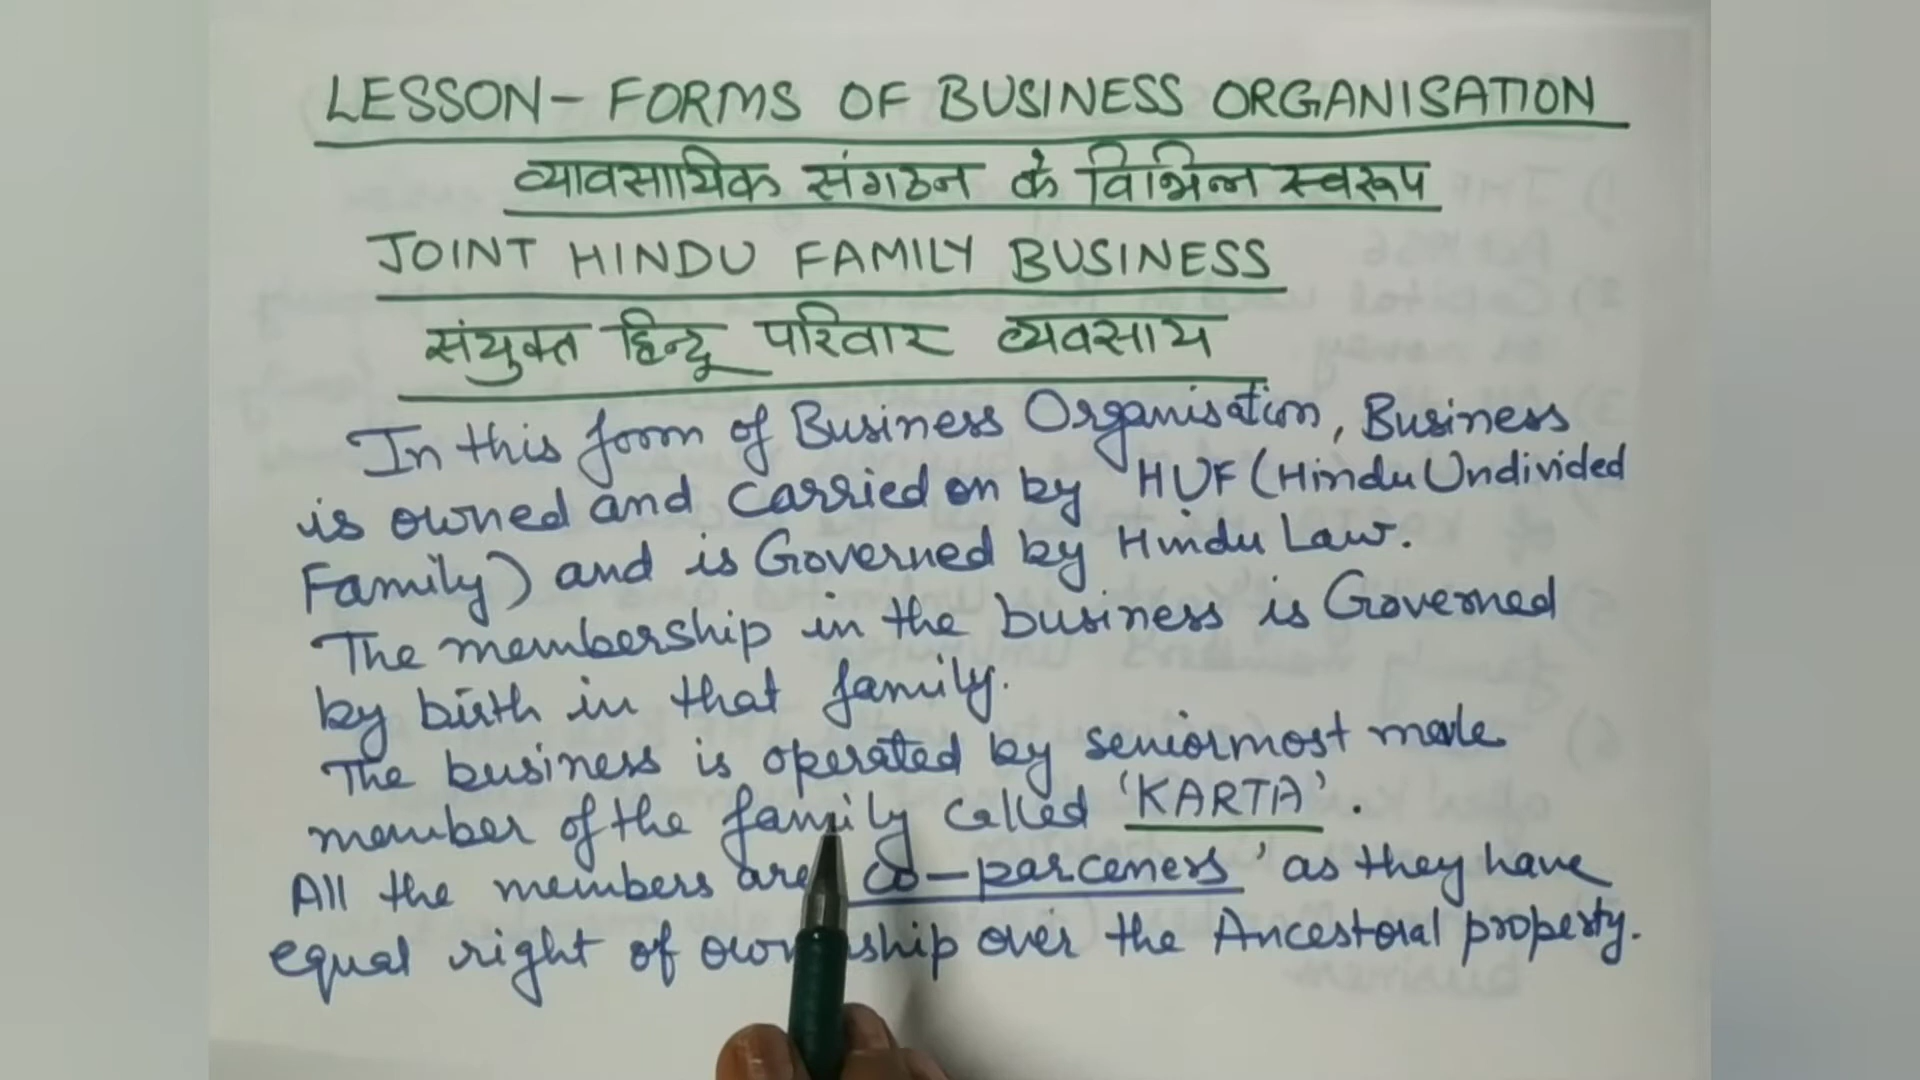 LESSON - FORMS OF BUSINESS ORGANISATION
व्यावसायिक संगठन के विभिन्न स्वरूप
JOINT HINDU FAMILY BUSINESS
संयुक्त हिन्दू परिवार व्यवसाय
In this form of Business Organisation, Business
is owned and carried on by HUF (Hindu Undivided
Family) and is Governed by Hindu Law.
The membership in the business is Governed
by birth in that family.
The business is operated by seniormost male
member of the family called 'KARTA'.
All the members are co-parceners' as they have
equal right of ownership over the Ancestoral property.